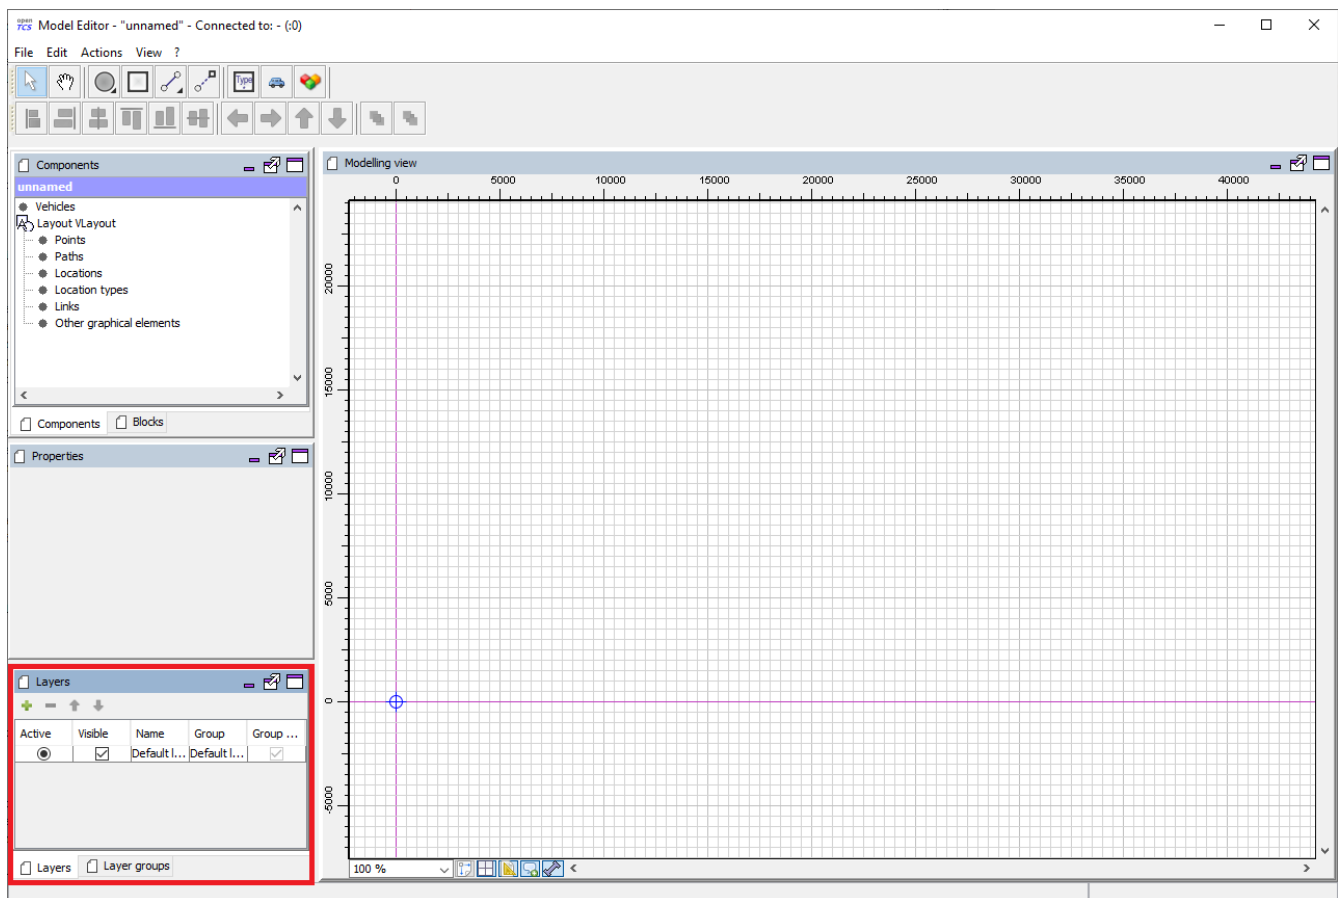 open TCS Model Editor - "unnamed" - Connected to: - (:0)
File Edit Actions View ?
Type
Components
unnamed
Vehicles
Layout VLayout
Points
Paths
Locations
Location types
Links
Other graphical elements
Components Blocks
Properties
Layers
Active Visible Name Group Group ...
Default l... Default l...
Layers Layer groups
Modelling view
0 5000 10000 15000 20000 25000 30000 35000 40000
20000
15000
10000
5000
0
-5000
100 %